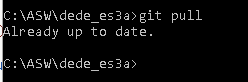 C:\ASW\dede_es3a>git pull
Already up to date.
C:\ASW\dede_es3a>